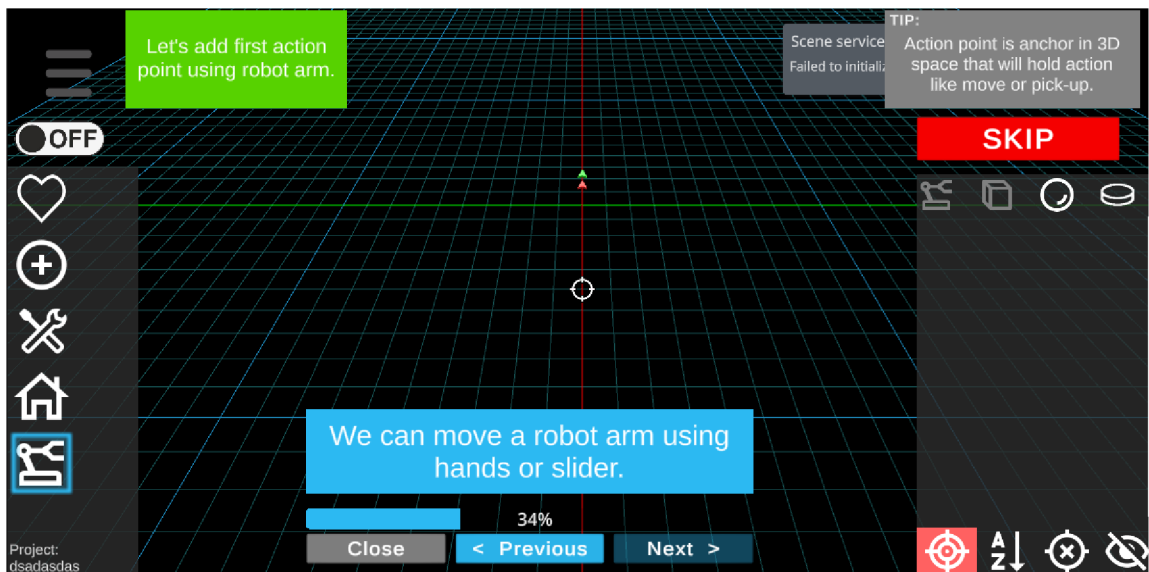 Let's add first action
point using robot arm.
Scene service
Failed to initializ
TIP:
Action point is anchor in 3D
space that will hold action
like move or pick-up.
OFF
SKIP
We can move a robot arm using
hands or slider.
34%
Close
< Previous
Next >
A
Z
Project:
dsadasdas